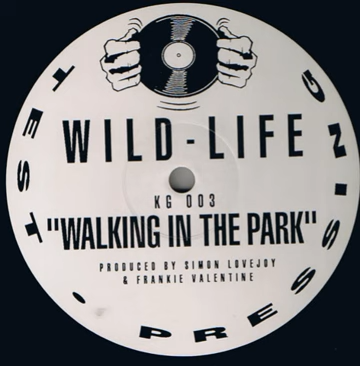 WILD-LIFE
KG 003
"WALKING IN THE PARK"
PRODUCED BY SIMON LOVEJOY
& FRANKIE VALENTINE
TEST · PRESSING